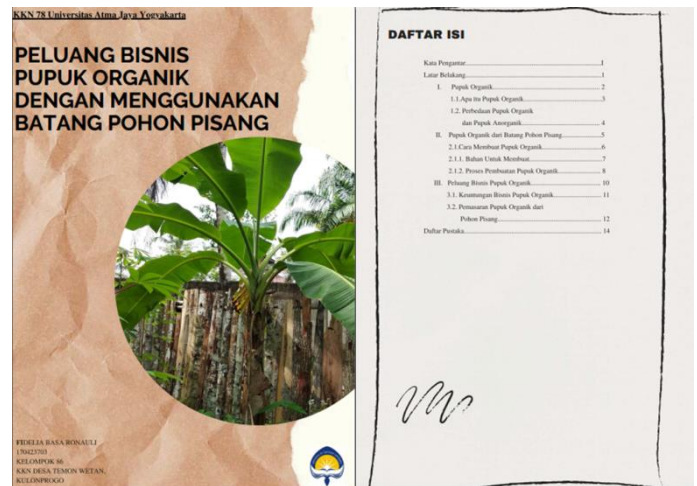 KKN 78 Universitas Atma Jaya Yogyakarta
PELUANG BISNIS
PUPUK ORGANIK
DENGAN MENGGUNAKAN
BATANG POHON PISANG
FIDELIA RASA RONAULI
170423703
KELOMPOK 86
KKN DESA TEMON WETAN,
KULONPROGO
DAFTAR ISI
Kata Pengantar.....I
Latar Belakang.....1
I. Pupuk Organik..... 2
1.1.Apa itu Pupuk Organik.....3
1.2. Perbedaan Pupuk Organik
dan Pupuk Anorganik..... 4
II. Pupuk Organik dari Batang Pohon Pisang.....5
2.1.Cara Membuat Pupuk Organik.....6
2.1.1. Bahan Untuk Membuat.....7
2.1.2. Proses Pembuatan Pupuk Organik..... 8
III. Peluang Bisnis Pupuk Organik..... 10
3.1. Keuntungan Bisnis Pupuk Organik..... 11
3.2. Pemasaran Pupuk Organik dari
Pohon Pisang..... 12
Daftar Pustaka..... 14